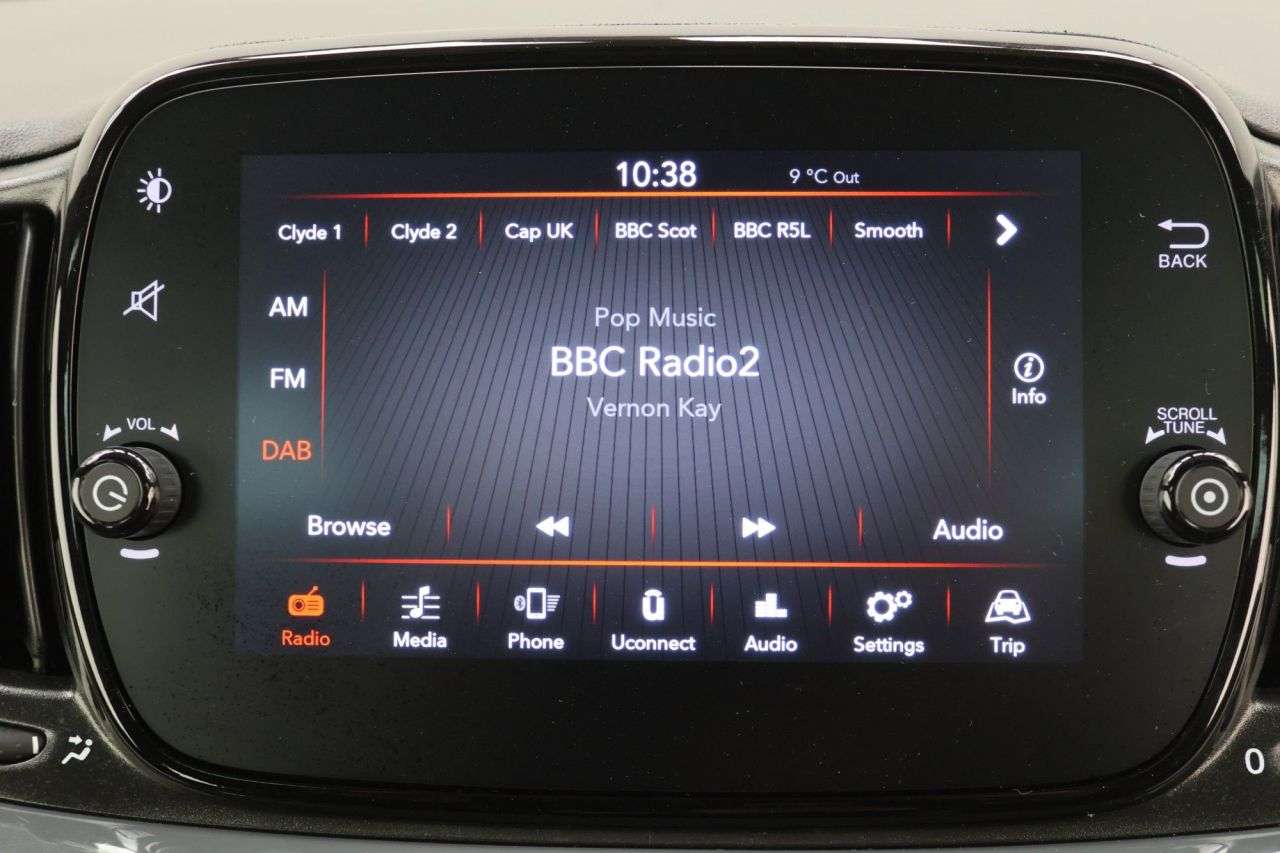 10:38 9 °C Out
Clyde 1 Clyde 2 Cap UK BBC Scot BBC R5L Smooth
BACK
AM
Pop Music
BBC Radio2
FM
Info
Vernon Kay
DAB
VOL
SCROLL
TUNE
Browse Audio
Radio Media Phone Uconnect Audio Settings Trip
0